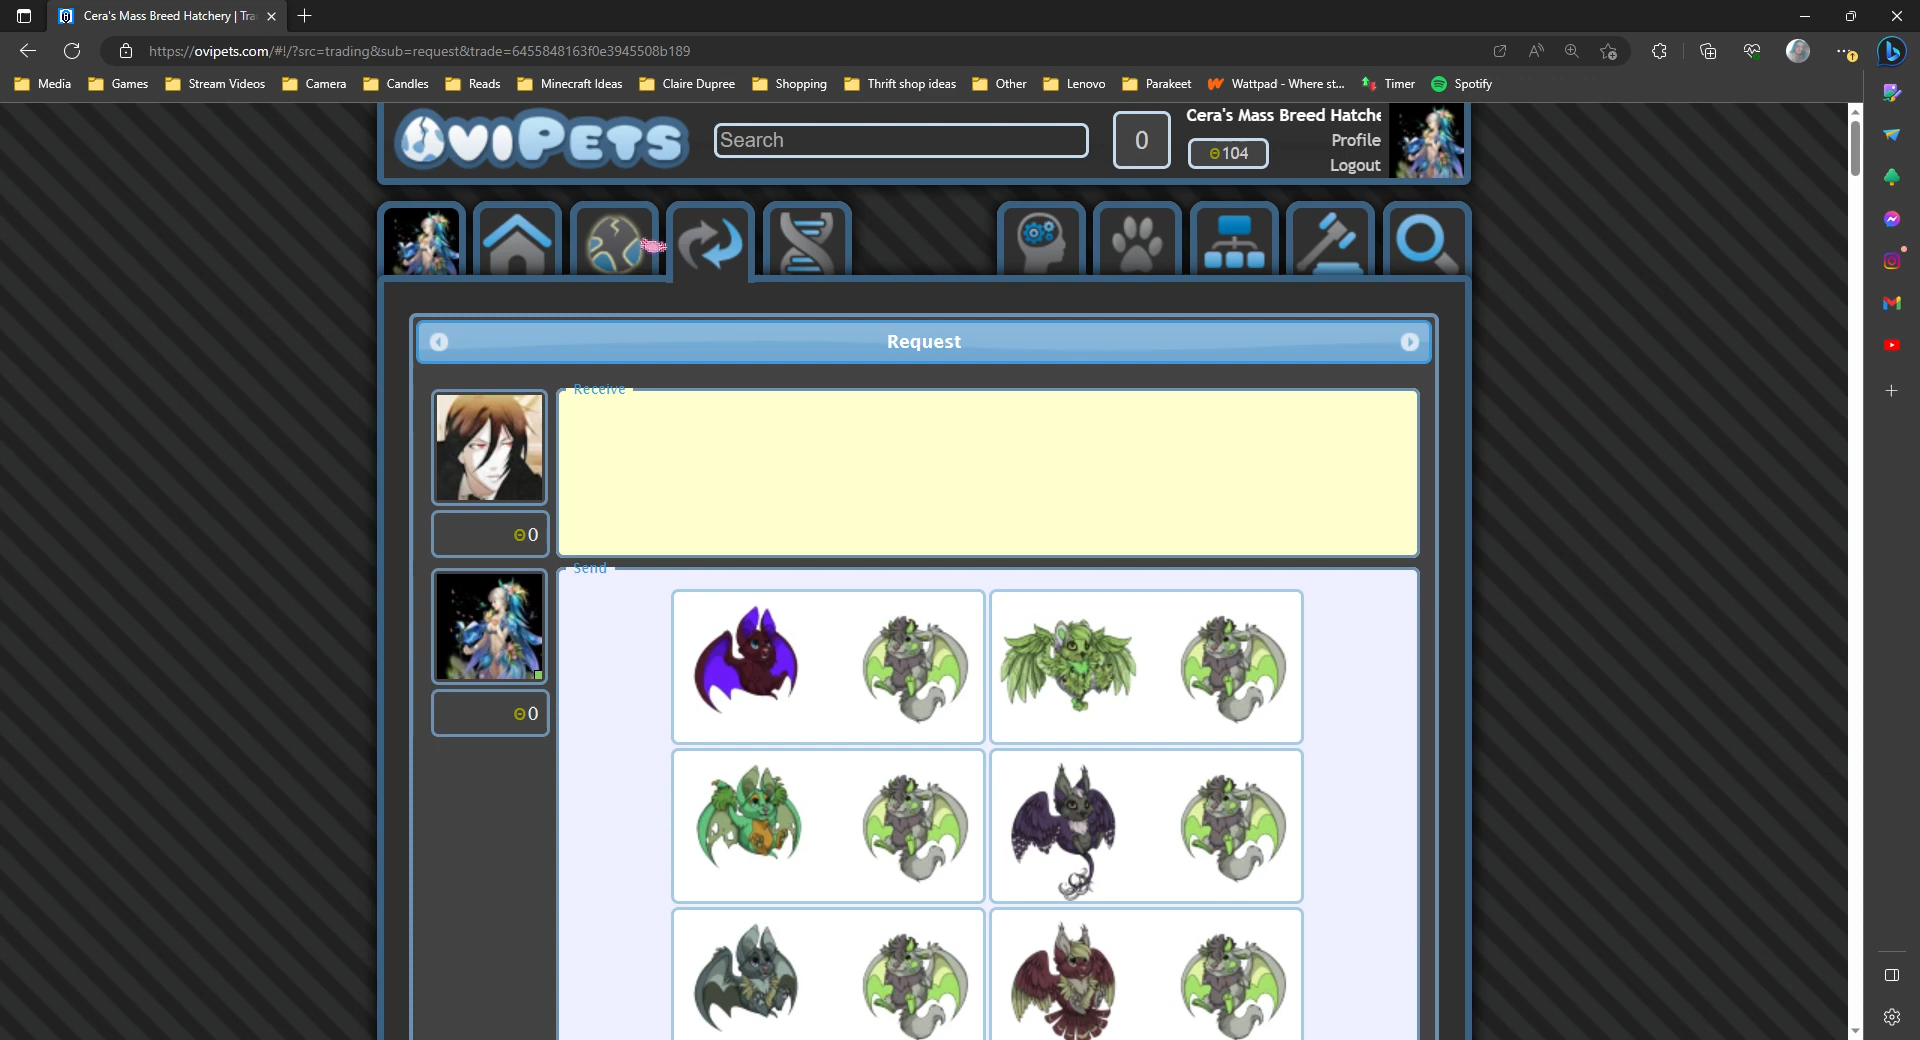 Cera's Mass Breed Hatchery | Tra
https://ovipets.com/#!/?src=trading&sub=request&trade=6455848163f0e3945508b189
Media Games Stream Videos Camera Candles Reads Minecraft Ideas Claire Dupree Shopping Thrift shop ideas Other Lenovo Parakeet Wattpad - Where st... Timer Spotify
OviPets
Search
0
Cera's Mass Breed Hatche
104
Profile
Logout
Request
Receive
0
Send
0